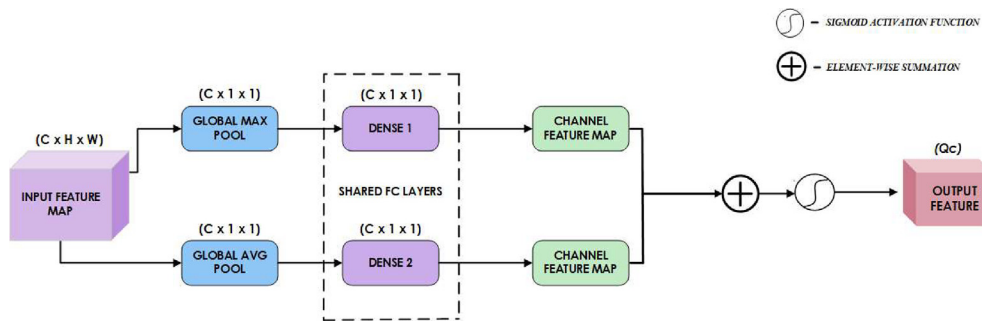 – SIGMOID ACTIVATION FUNCTION
– ELEMENT-WISE SUMMATION
(C x H x W)
INPUT FEATURE
MAP
(C x 1 x 1)
GLOBAL MAX
POOL
(C x 1 x 1)
DENSE 1
CHANNEL
FEATURE MAP
SHARED FC LAYERS
(C x 1 x 1)
GLOBAL AVG
POOL
(C x 1 x 1)
DENSE 2
CHANNEL
FEATURE MAP
(Qc)
OUTPUT
FEATURE